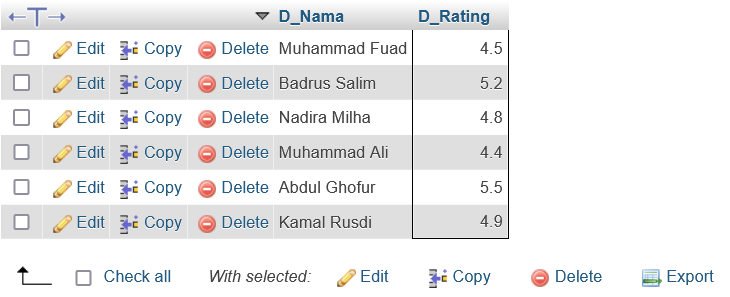 D_Nama D_Rating
Edit Copy Delete Muhammad Fuad 4.5
Edit Copy Delete Badrus Salim 5.2
Edit Copy Delete Nadira Milha 4.8
Edit Copy Delete Muhammad Ali 4.4
Edit Copy Delete Abdul Ghofur 5.5
Edit Copy Delete Kamal Rusdi 4.9
Check all With selected: Edit Copy Delete Export